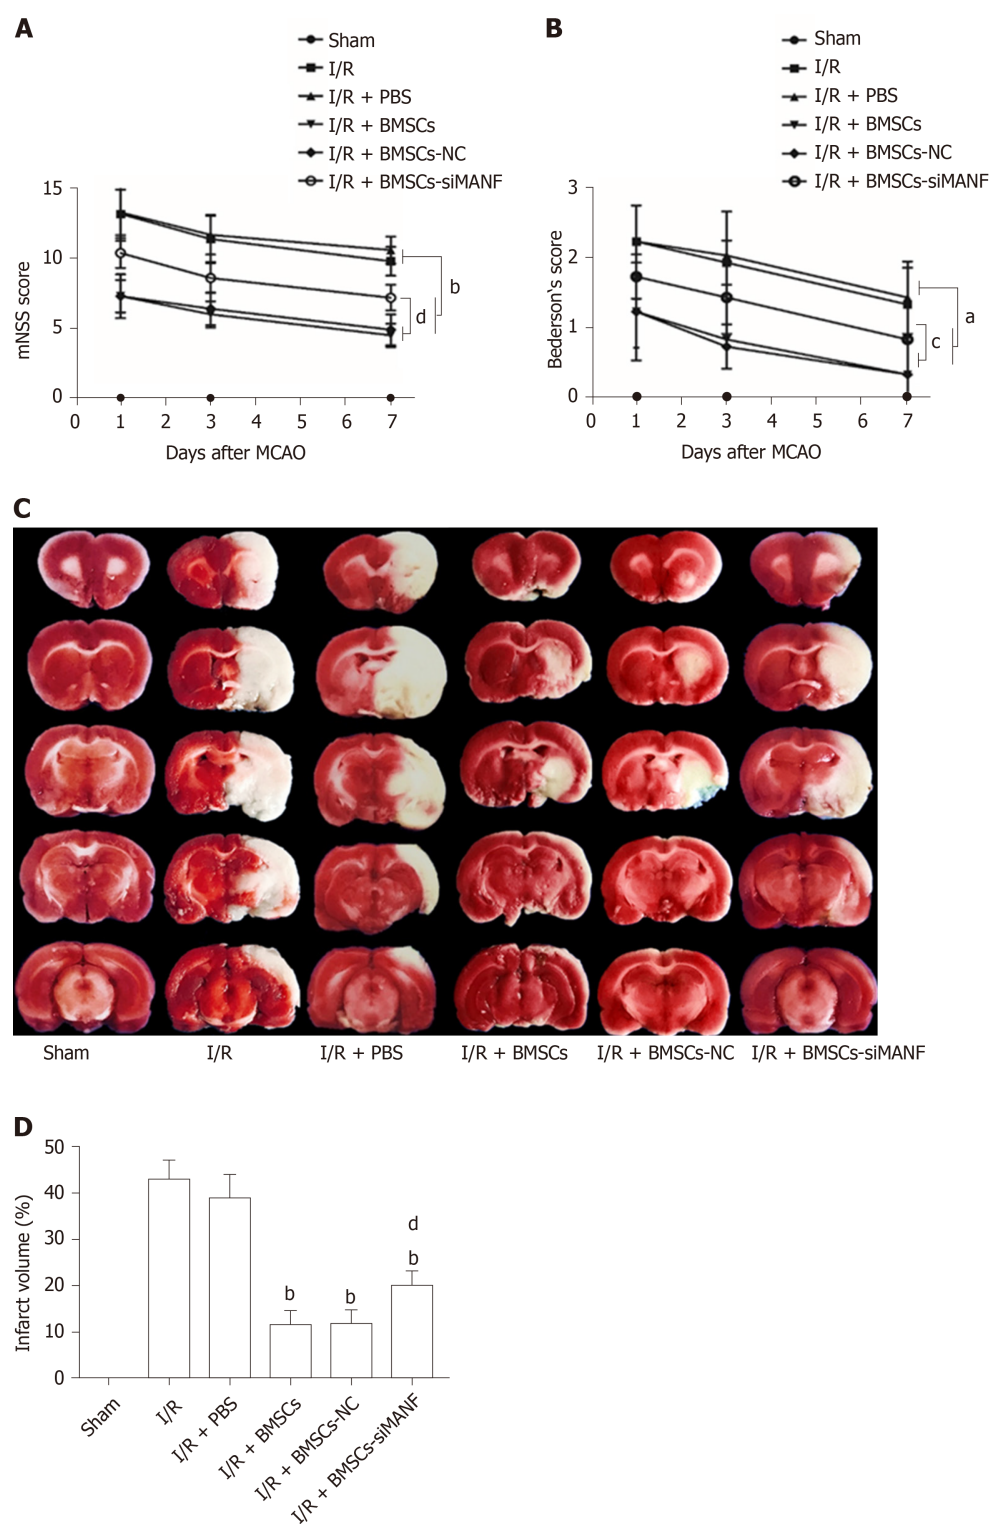 A
Sham
I/R
I/R + PBS
I/R + BMSCs
I/R + BMSCs-NC
I/R + BMSCs-siMANF
mNSS score
15
10
5
0
b
d
0 1 2 3 4 5 6 7
Days after MCAO
B
Sham
I/R
I/R + PBS
I/R + BMSCs
I/R + BMSCs-NC
I/R + BMSCs-siMANF
Bederson‘s score
3
2
1
0
a
c
0 1 2 3 4 5 6 7
Days after MCAO
C
Sham I/R I/R + PBS I/R + BMSCs I/R + BMSCs-NC I/R + BMSCs-siMANF
D
Infarct volume (%)
50
40
30
20
10
0
b
b
d
b
Sham
I/R
I/R + PBS
I/R + BMSCs
I/R + BMSCs-NC
I/R + BMSCs-siMANF